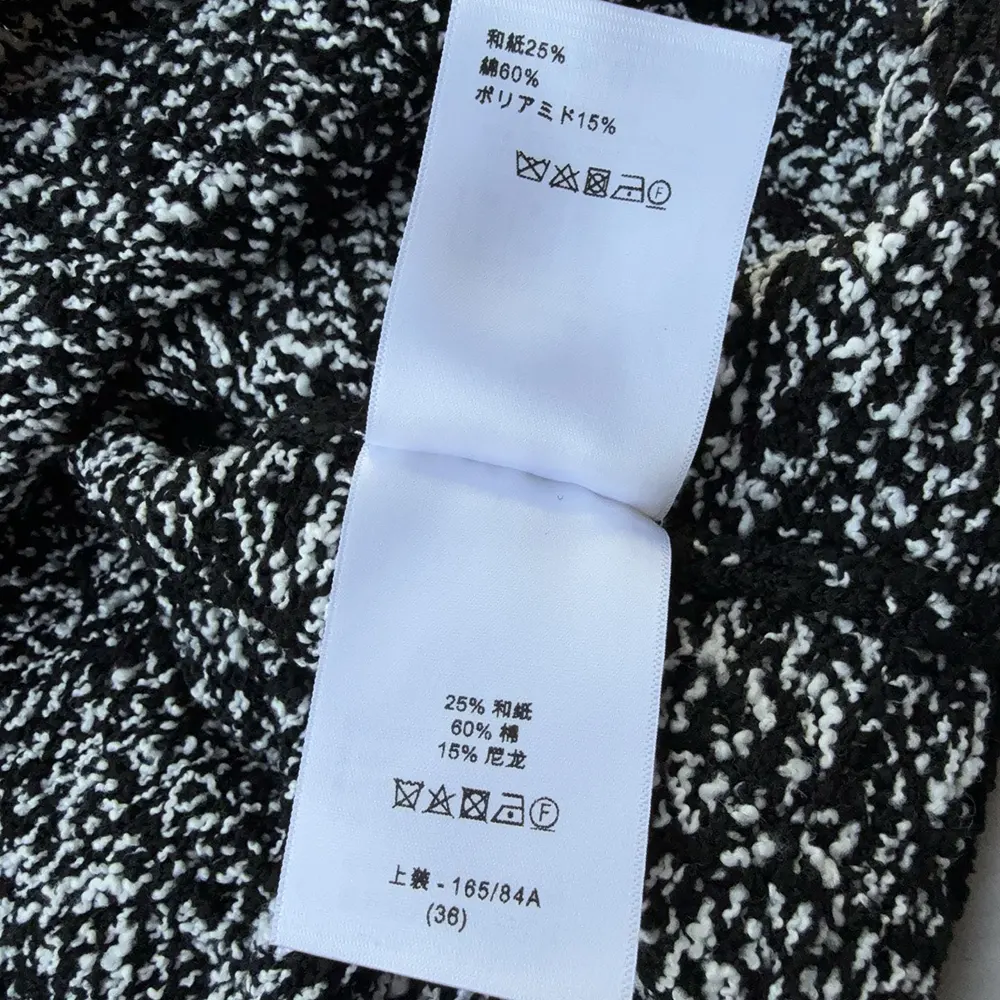 和紙25%
綿60%
ポリアミド15%
F
25% 和紙
60% 棉
15% 尼龙
F
上装 - 165/84A
(36)